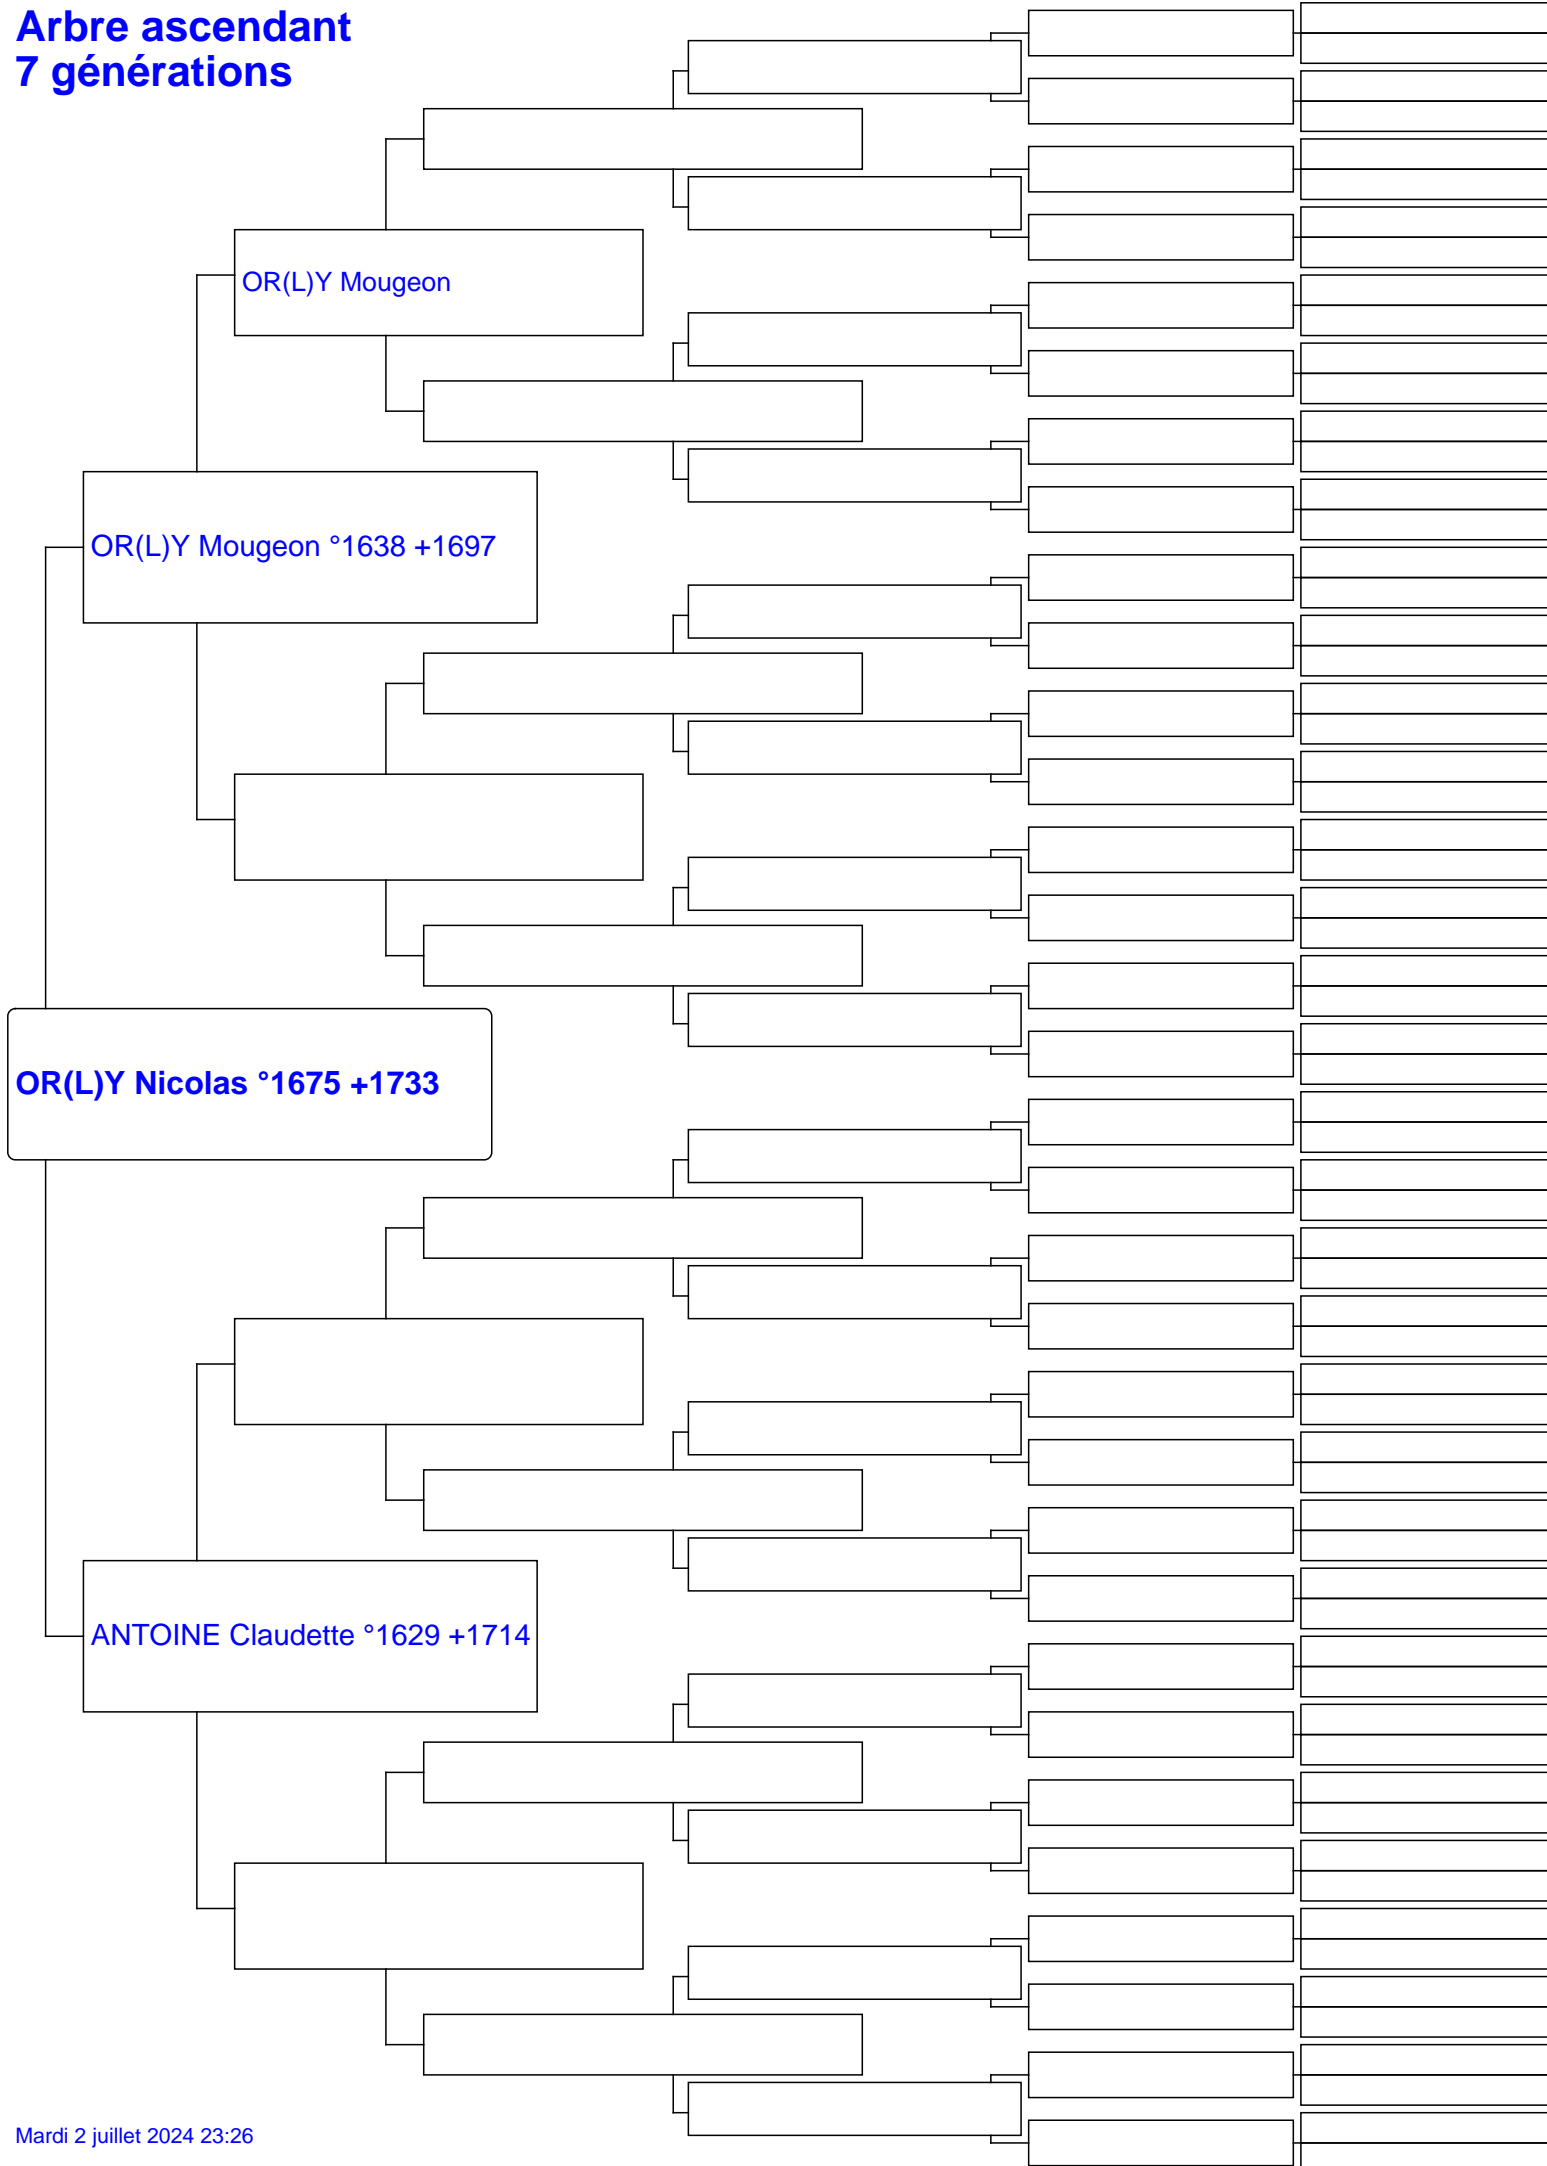 Arbre ascendant
7 générations
OR(L)Y Mougeon
OR(L)Y Mougeon °1638 +1697
OR(L)Y Nicolas °1675 +1733
ANTOINE Claudette °1629 +1714
Mardi 2 juillet 2024 23:26